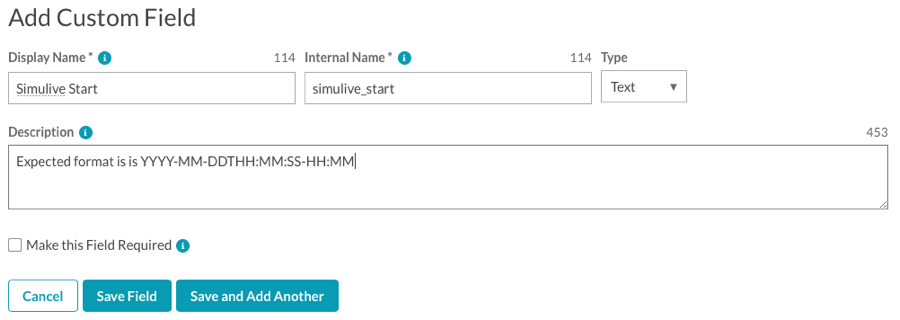 Add Custom Field
Display Name * i 114 Internal Name * i 114 Type
Simulive Start simulive_start Text ▼
Description i 453
Expected format is is YYYY-MM-DDTHH:MM:SS-HH:MM
Make this Field Required i
Cancel Save Field Save and Add Another